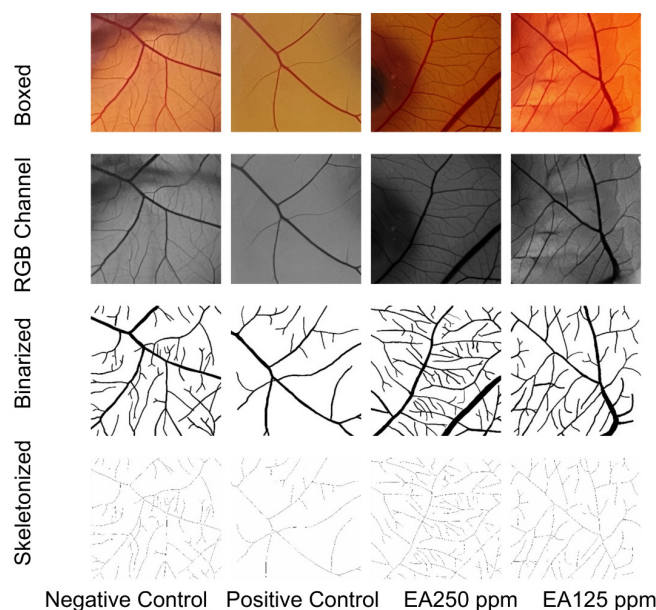 Boxed
RGB Channel
Binarized
Skeletonized
Negative Control Positive Control EA250 ppm EA125 ppm